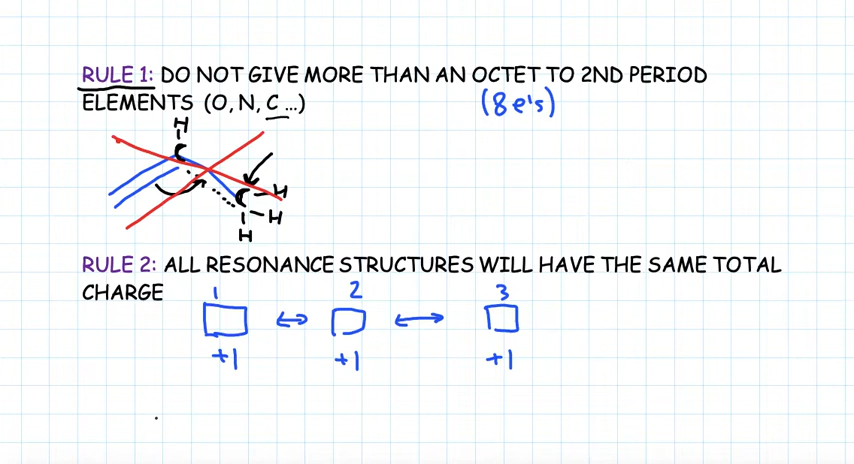 RULE 1: DO NOT GIVE MORE THAN AN OCTET TO 2ND PERIOD
ELEMENTS (O, N, C ...) (8 e's)
H
C
C H
H
H
RULE 2: ALL RESONANCE STRUCTURES WILL HAVE THE SAME TOTAL
CHARGE
1 2 3
+1 +1 +1